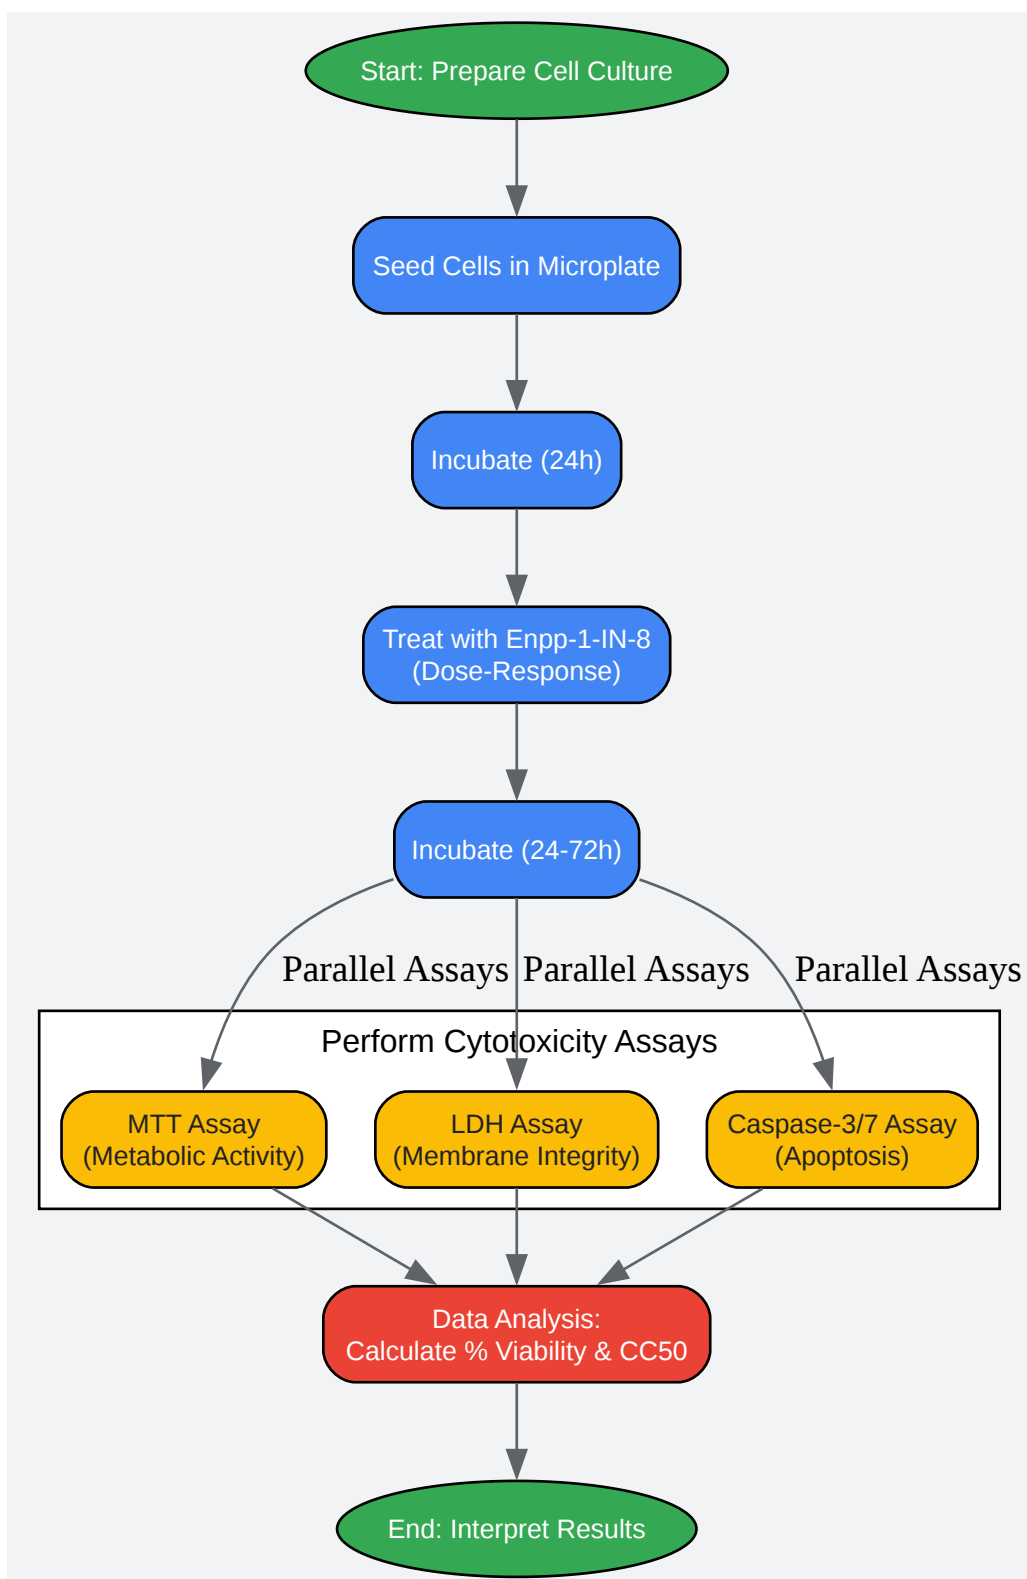 Start: Prepare Cell Culture
Seed Cells in Microplate
Incubate (24h)
Treat with Enpp-1-IN-8
(Dose-Response)
Incubate (24-72h)
Parallel Assays
Parallel Assays
Parallel Assays
Perform Cytotoxicity Assays
MTT Assay
(Metabolic Activity)
LDH Assay
(Membrane Integrity)
Caspase-3/7 Assay
(Apoptosis)
Data Analysis:
Calculate % Viability & CC50
End: Interpret Results